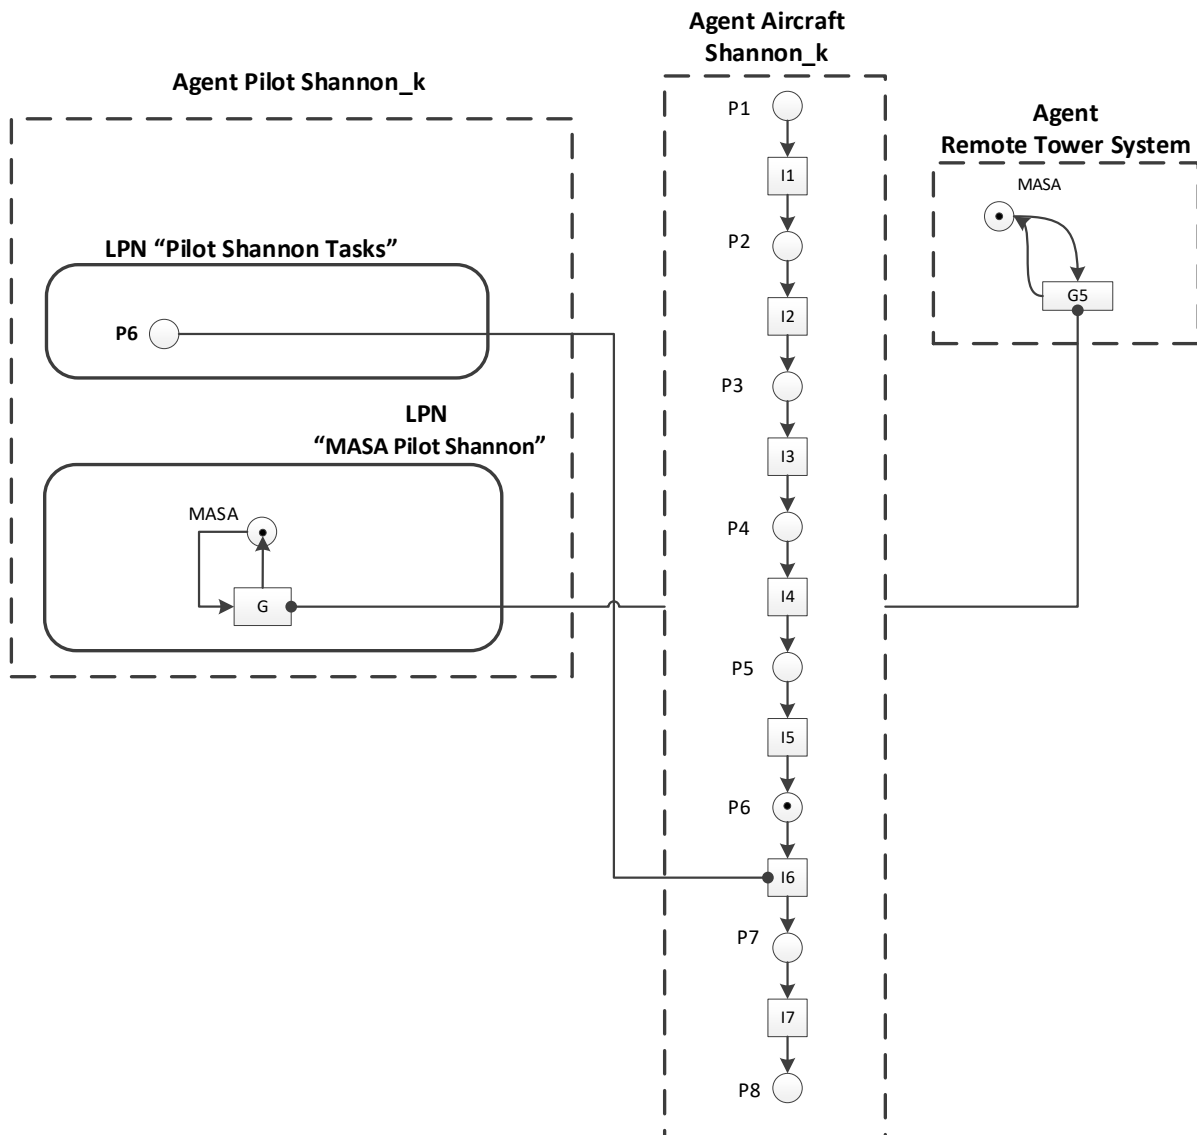 Agent Pilot Shannon_k
LPN “Pilot Shannon Tasks”
P6
LPN
“MASA Pilot Shannon”
MASA
G
Agent Aircraft
Shannon_k
P1
I1
P2
I2
P3
I3
P4
I4
P5
I5
P6
I6
P7
I7
P8
Agent
Remote Tower System
MASA
G5